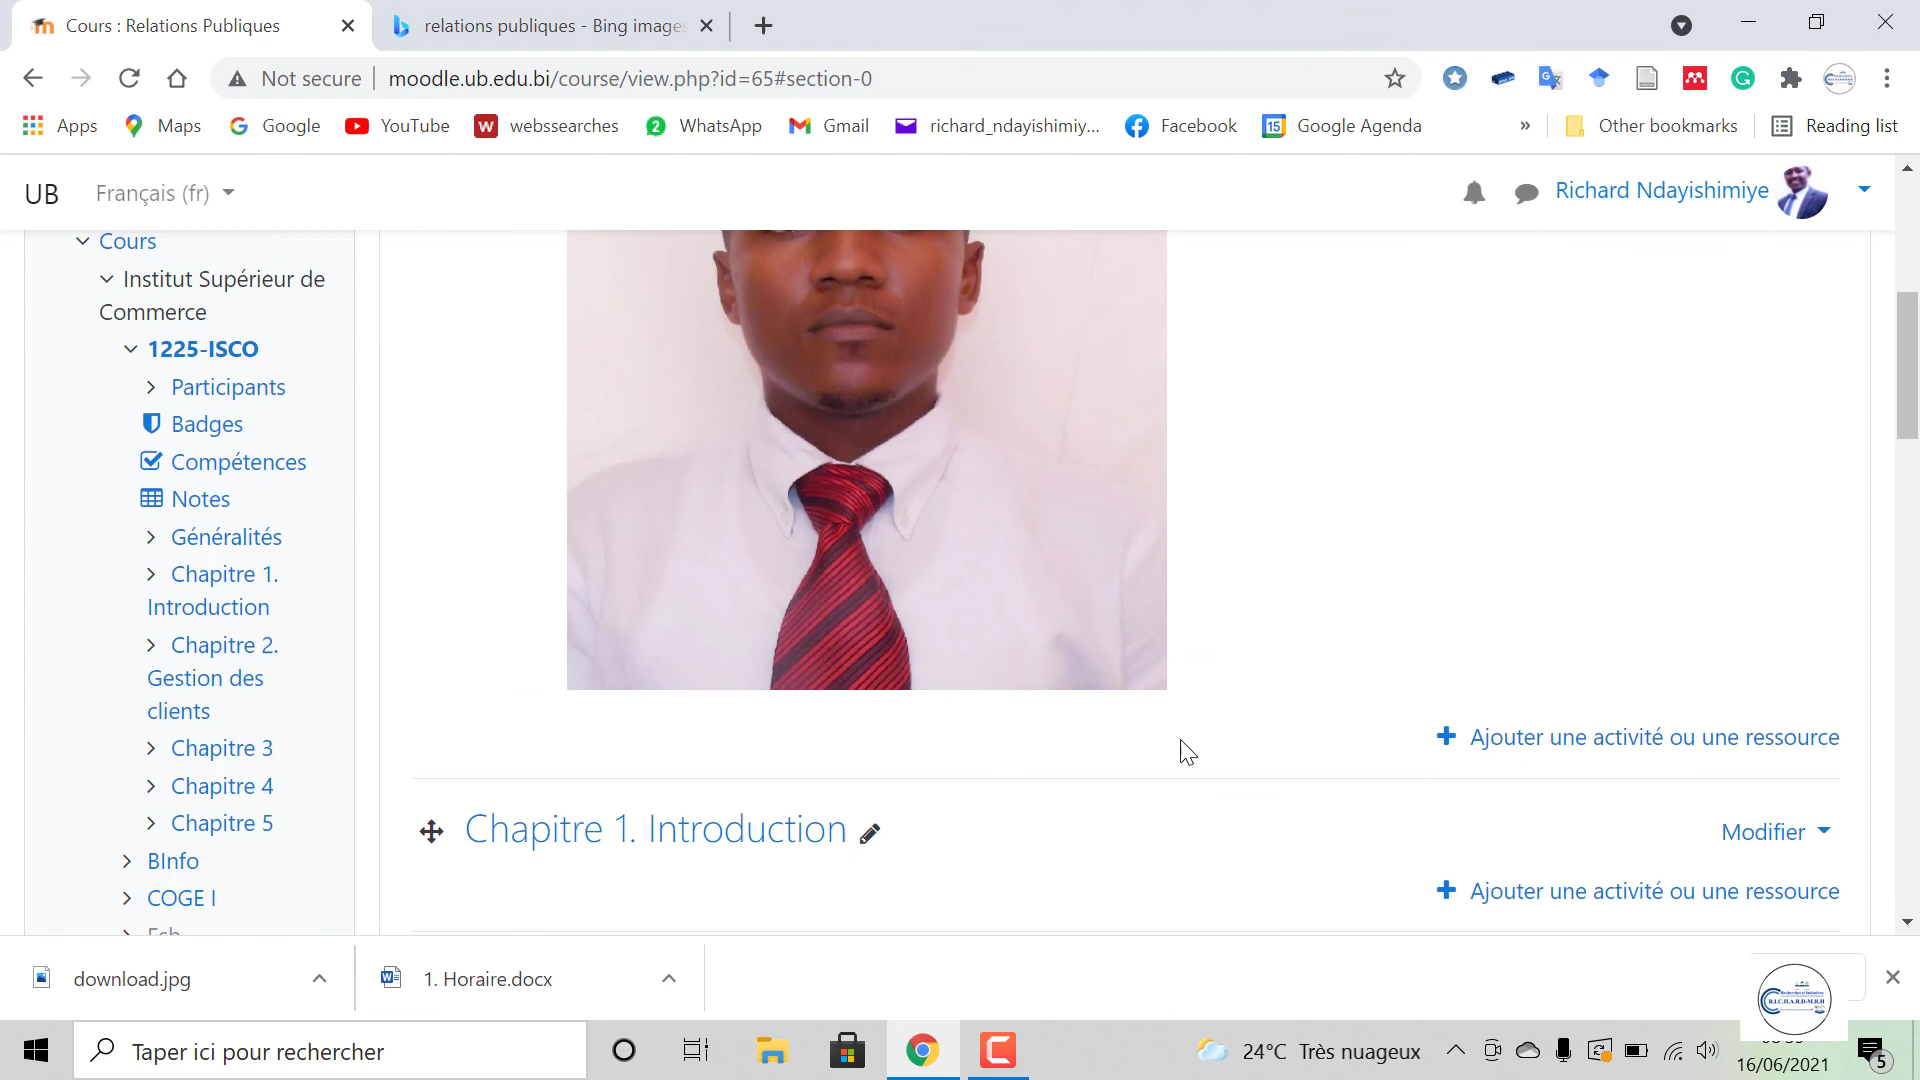 Cours : Relations Publiques
relations publiques - Bing images
Not secure
moodle.ub.edu.bi/course/view.php?id=65#section-0
Apps
Maps
Google
YouTube
W webssearches
2 WhatsApp
Gmail
richard_ndayishimiy...
Facebook
15 Google Agenda
»
Other bookmarks
Reading list
UB
Français (fr)
Richard Ndayishimiye
Cours
Institut Supérieur de
Commerce
1225-ISCO
Participants
Badges
Compétences
Notes
Généralités
Chapitre 1.
Introduction
Chapitre 2.
Gestion des
clients
Chapitre 3
Chapitre 4
Chapitre 5
BInfo
COGE I
Ajouter une activité ou une ressource
Chapitre 1. Introduction
Modifier
Ajouter une activité ou une ressource
download.jpg
1. Horaire.docx
R.I.C.H.A.R.D-M.R.H
Taper ici pour rechercher
24°C Très nuageux
16/06/2021
5